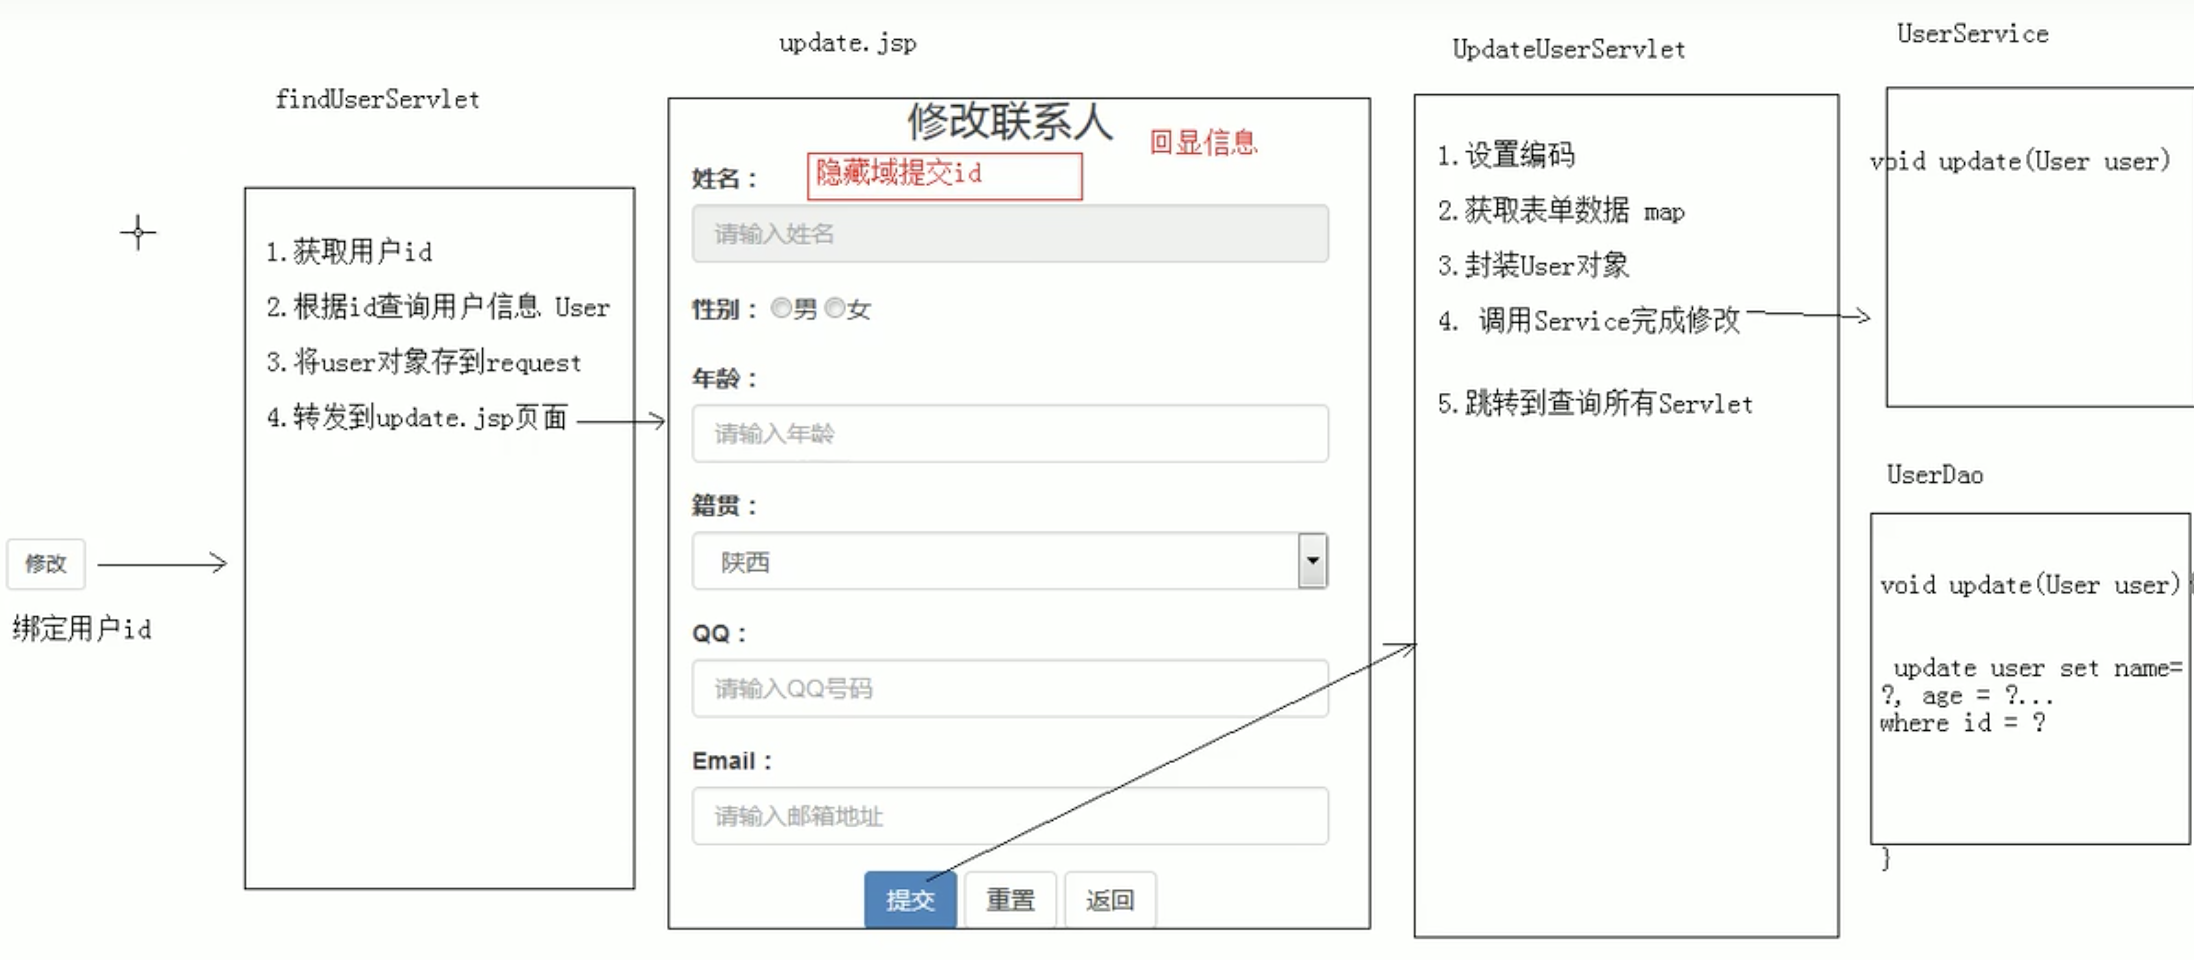 修改
绑定用户id
findUserServlet
1.获取用户id
2.根据id查询用户信息 User
3.将user对象存到request
4.转发到update.jsp页面
update.jsp
修改联系人
回显信息
姓名：
隐藏域提交id
请输入姓名
性别： 男 女
年龄：
请输入年龄
籍贯：
陕西
QQ：
请输入QQ号码
Email：
请输入邮箱地址
提交 重置 返回
UpdateUserServlet
1.设置编码
2.获取表单数据 map
3.封装User对象
4. 调用Service完成修改
5.跳转到查询所有Servlet
UserService
void update(User user)
UserDao
void update(User user){
update user set name=
?, age = ?...
where id = ?
}